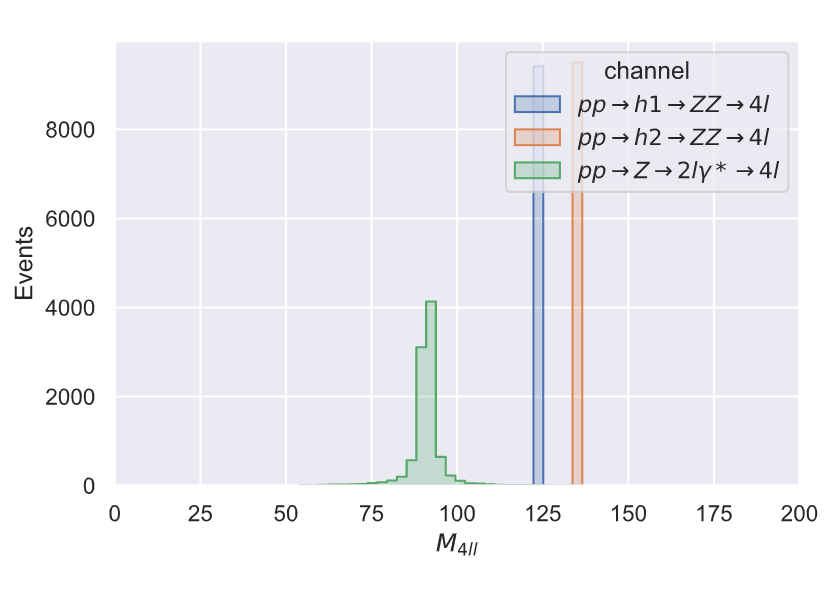 channel
pp → h1 → ZZ → 4l
pp → h2 → ZZ → 4l
pp → Z → 2lγ* → 4l
8000
6000
4000
2000
0
Events
0 25 50 75 100 125 150 175 200
M4ll